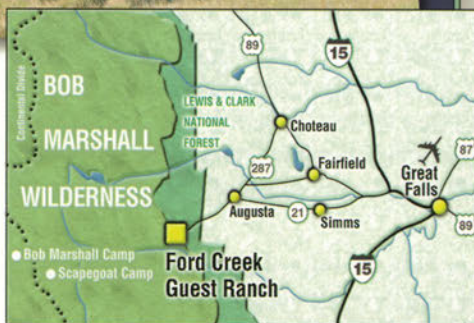 89
15
BOB
MARSHALL
WILDERNESS
Continental Divide
LEWIS & CLARK
NATIONAL
FOREST
Choteau
287
Fairfield
Great
Falls
87
Augusta
21
Simms
89
Bob Marshall Camp
Scapegoat Camp
Ford Creek
Guest Ranch
15